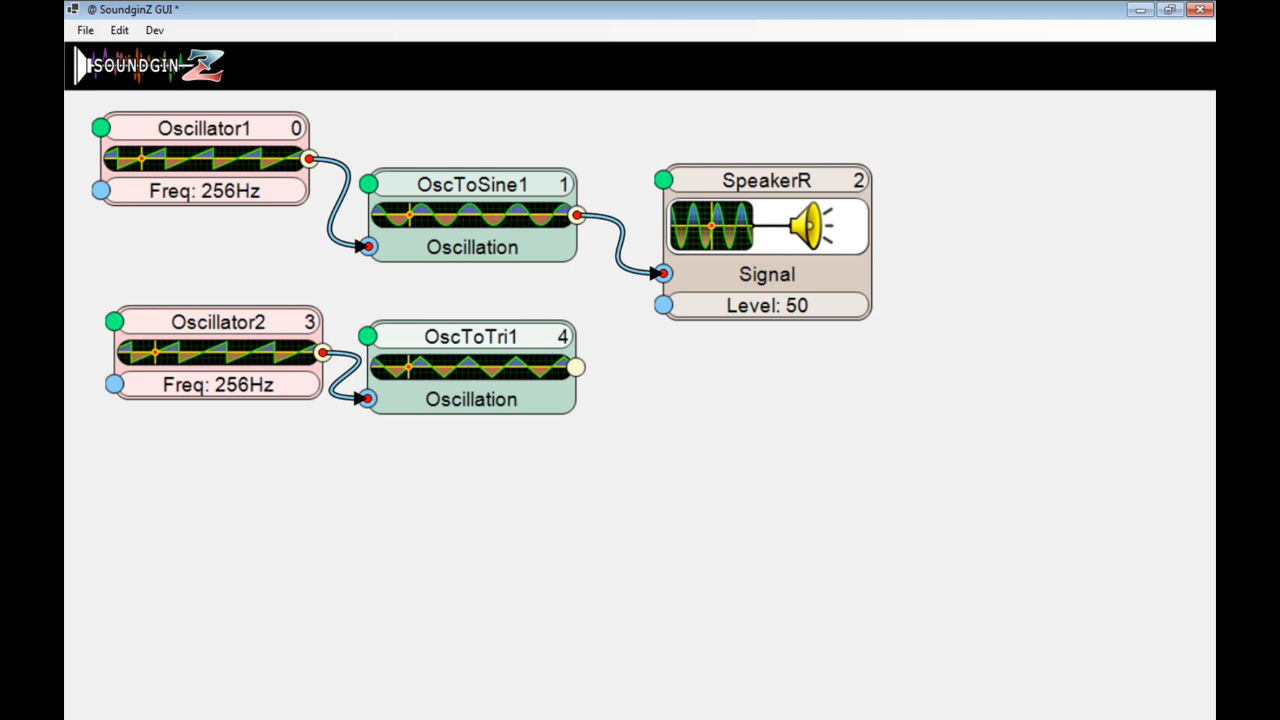 @ SoundginZ GUI *
File Edit Dev
SOUNDGIN Z
Oscillator1 0
Freq: 256Hz
OscToSine1 1
Oscillation
SpeakerR 2
Signal
Level: 50
Oscillator2 3
Freq: 256Hz
OscToTri1 4
Oscillation